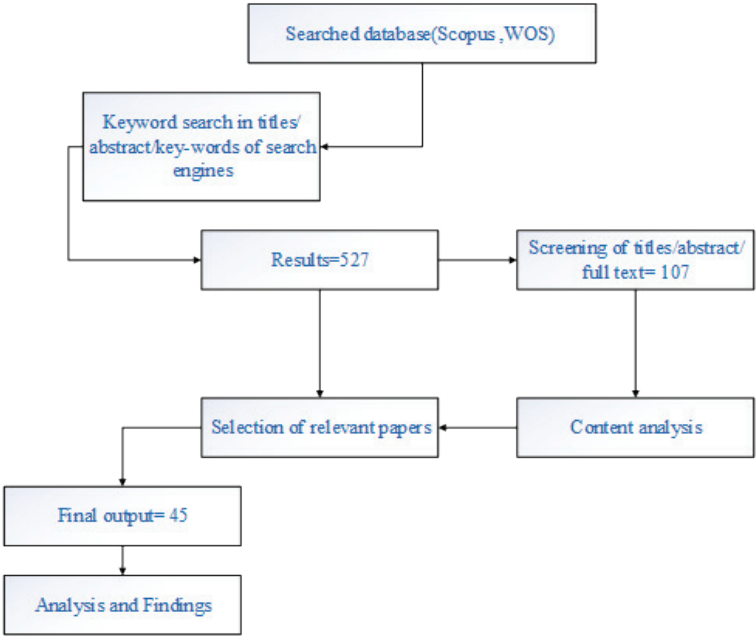 Searched database(Scopus ,WOS)
Keyword search in titles/
abstract/key-words of search
engines
Results=527
Screening of titles/abstract/
full text= 107
Selection of relevant papers
Content analysis
Final output= 45
Analysis and Findings